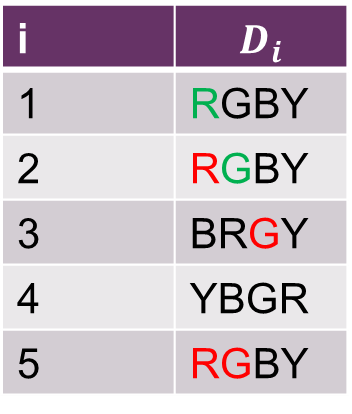 i D_i
1 RGBY
2 RGBY
3 BRGY
4 YBGR
5 RGBY